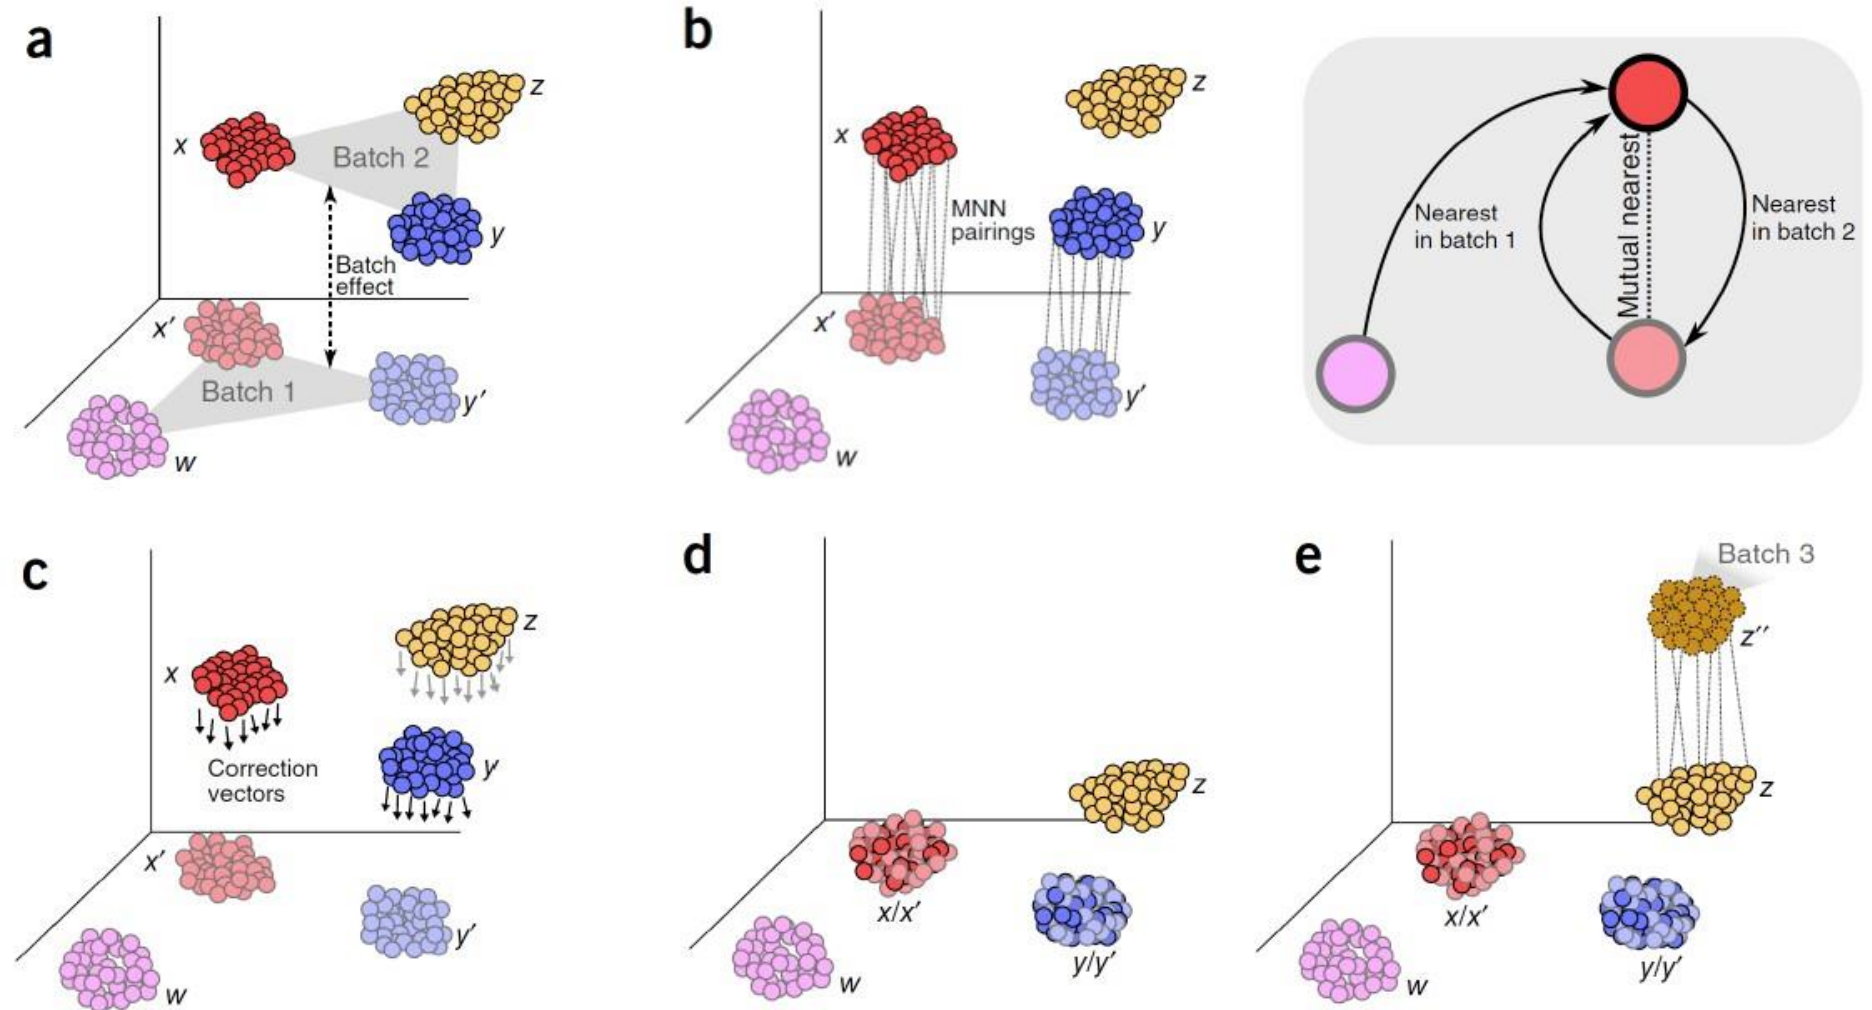 a
z
x
Batch 2
y
Batch
effect
x′
Batch 1
y′
w
b
z
x
MNN
pairings
y
x′
y′
w
Nearest
in batch 1
Mutual nearest
Nearest
in batch 2
c
z
x
Correction
vectors
y
x′
y′
w
d
z
x/x′
y/y′
w
e
Batch 3
z′′
z
x/x′
y/y′
w